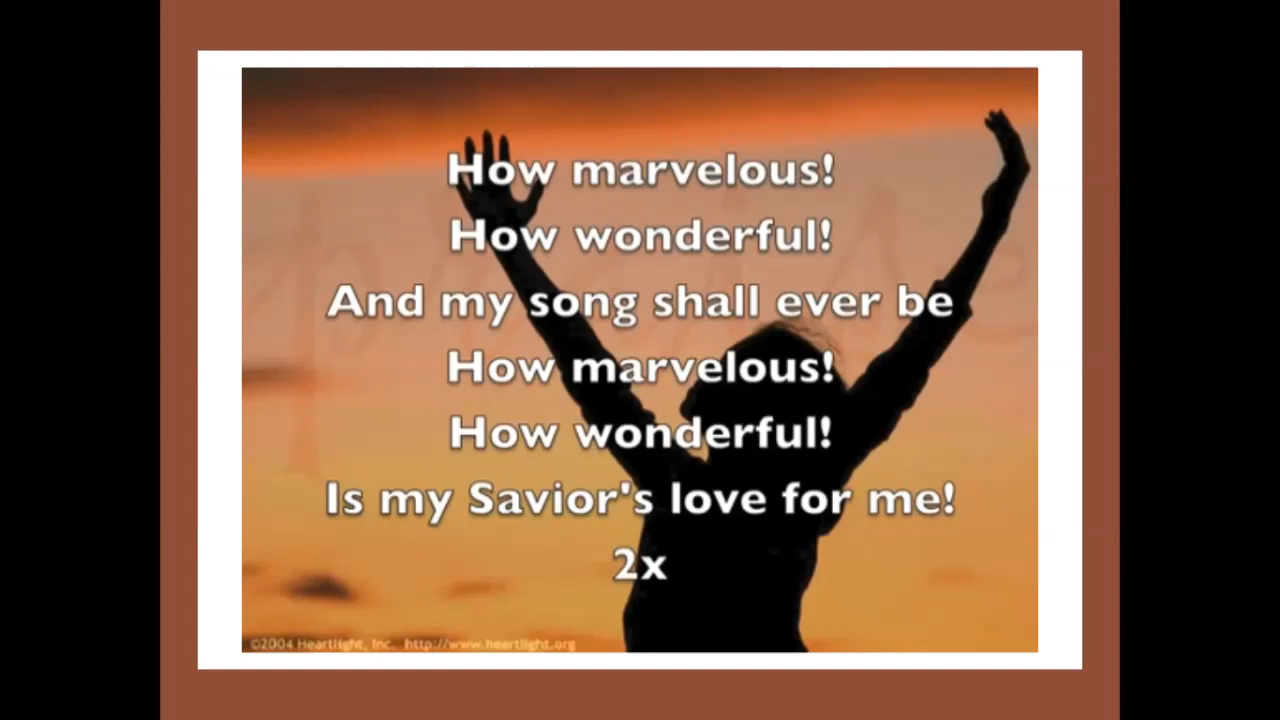 How marvelous!
How wonderful!
And my song shall ever be
How marvelous!
How wonderful!
Is my Savior's love for me!
2x
©2004 Heartlight, Inc. http://www.heartlight.org